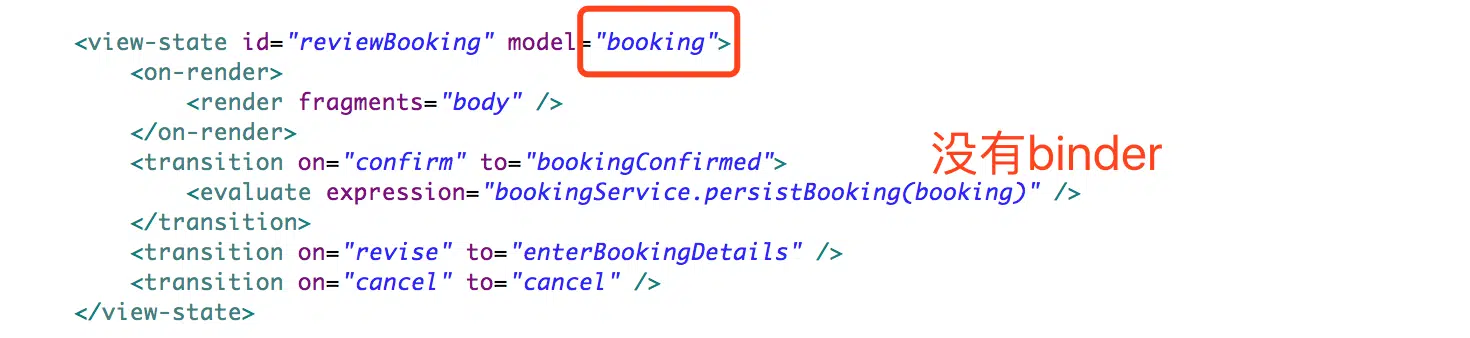 <view-state id="reviewBooking" model="booking">
<on-render>
<render fragments="body" />
</on-render>
<transition on="confirm" to="bookingConfirmed">
没有binder
<evaluate expression="bookingService.persistBooking(booking)" />
</transition>
<transition on="revise" to="enterBookingDetails" />
<transition on="cancel" to="cancel" />
</view-state>